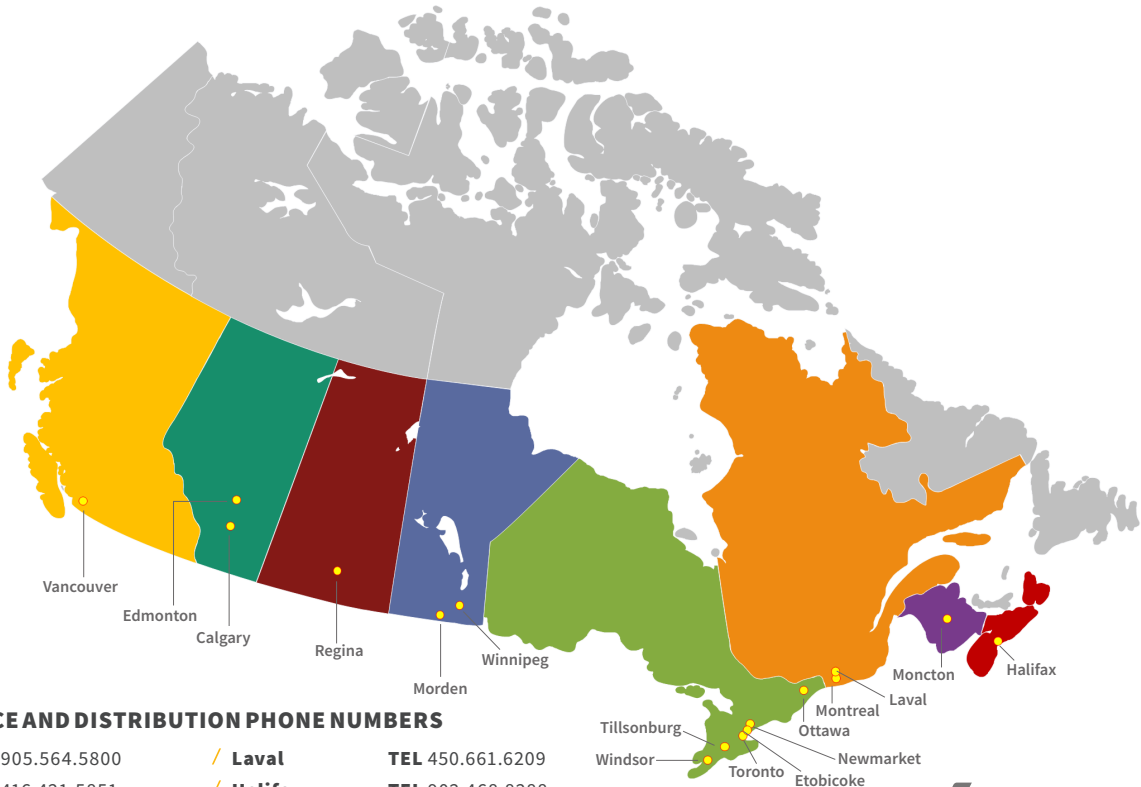 Vancouver
Edmonton
Calgary
Regina
Winnipeg
Morden
Moncton
Halifax
Laval
Montreal
Ottawa
Tillsonburg
Windsor
Newmarket
Toronto
Etobicoke
AND DISTRIBUTION PHONE NUMBERS
905.564.5800 / Laval TEL 450.661.6209